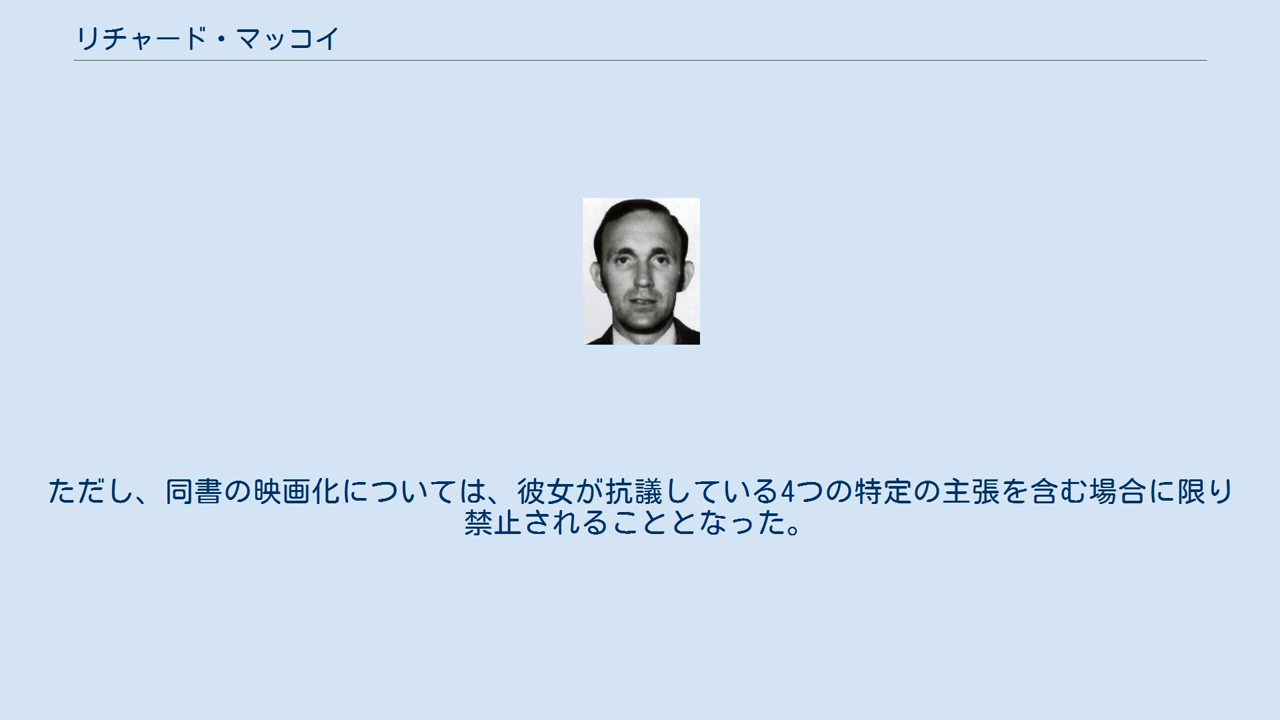 リチャード・マッコイ
ただし、同書の映画化については、彼女が抗議している4つの特定の主張を含む場合に限り
禁止されることとなった。